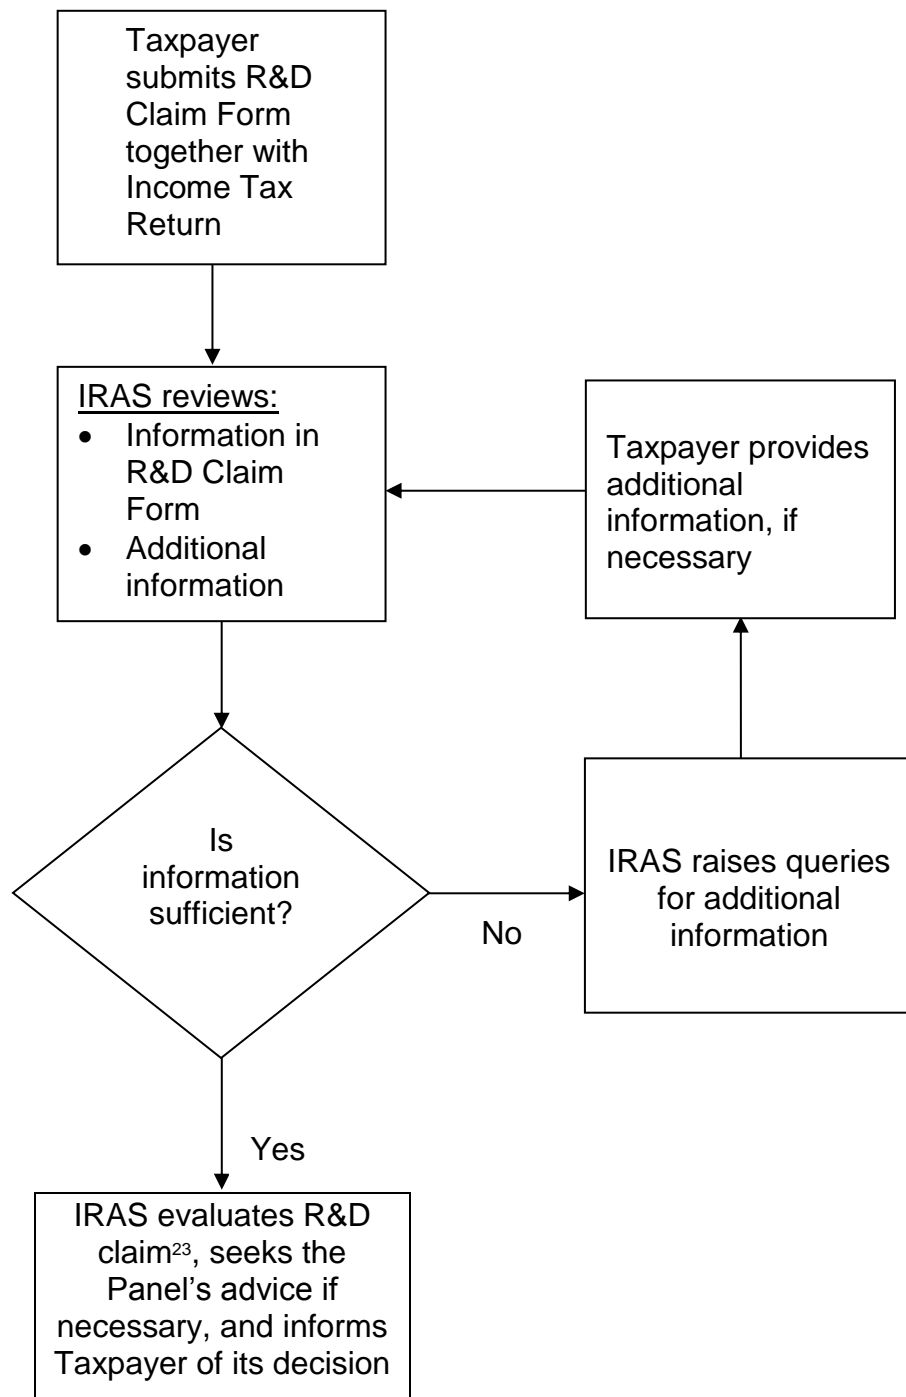 Taxpayer
submits R&D
Claim Form
together with
Income Tax
Return
IRAS reviews:
• Information in
R&D Claim
Form
• Additional
information
Taxpayer provides
additional
information, if
necessary
Is
information
sufficient?
No
IRAS raises queries
for additional
information
Yes
IRAS evaluates R&D
claim23, seeks the
Panel’s advice if
necessary, and informs
Taxpayer of its decision